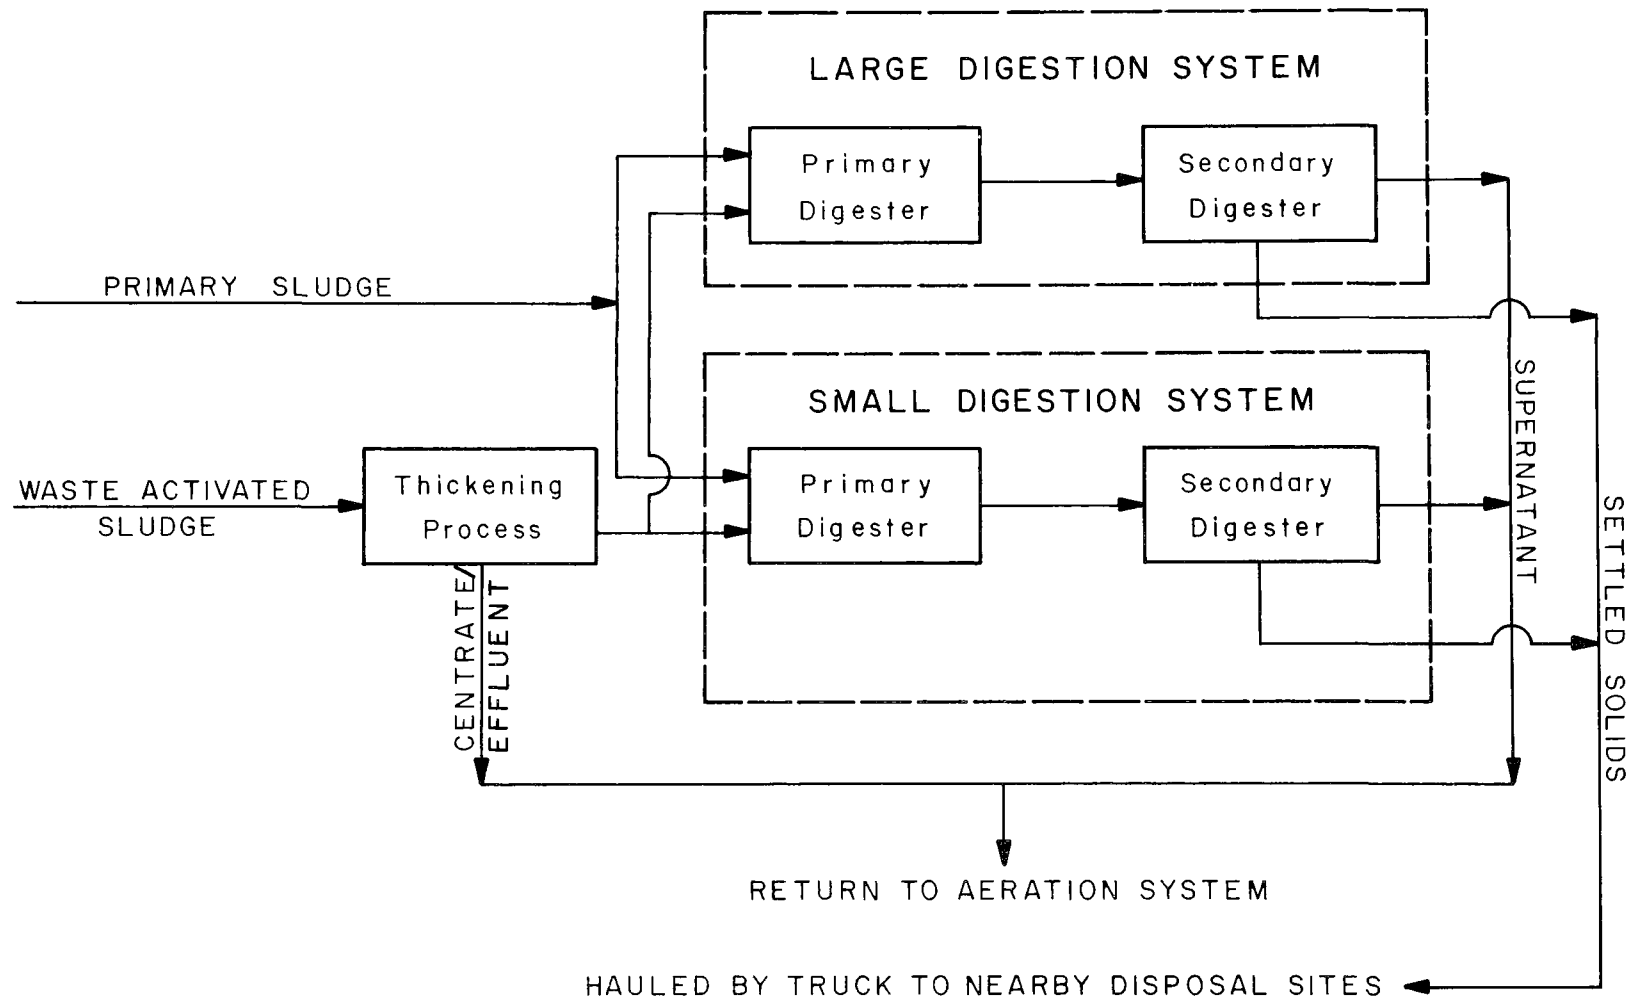 LARGE DIGESTION SYSTEM
Primary
Digester
Secondary
Digester
PRIMARY SLUDGE
SMALL DIGESTION SYSTEM
WASTE ACTIVATED
SLUDGE
Thickening
Process
Primary
Digester
Secondary
Digester
SUPERNATANT
SETTLED SOLIDS
CENTRATE/
EFFLUENT
RETURN TO AERATION SYSTEM
HAULED BY TRUCK TO NEARBY DISPOSAL SITES